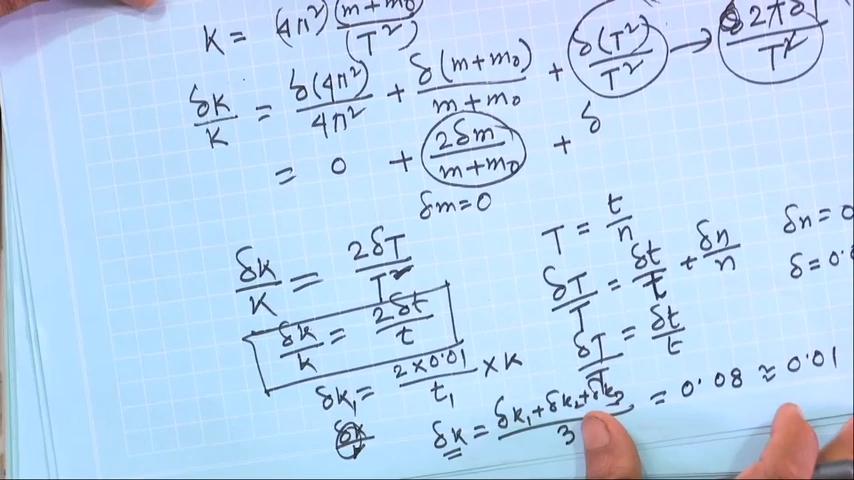 K = (4π²) (m+m₀)/(T²)
δK/K = δ(4π²)/4π² + δ(m+m₀)/m+m₀ + δ(T²)/T² → 2TδT/T²
= 0 + 2δm/m+m₀ + δ
δm=0
δK/K = 2δT/T²
T = t/n
δn=0
δT/T = δt/t + δn/n
δk/k = 2δt/t
δT/T = δt/t
δk₁ = 2×0.01/t₁ × K
δk = δk₁+δk₂+δk₃/3 = 0.08 ≈ 0.01